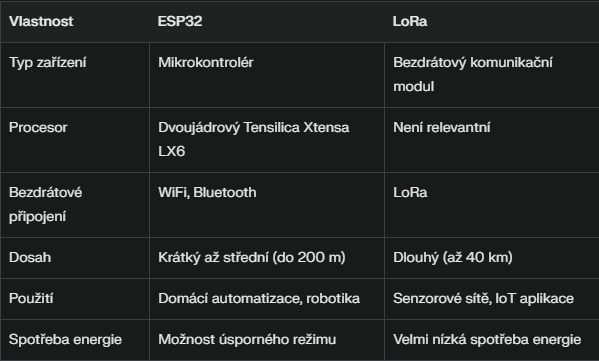 Vlastnost ESP32 LoRa
Typ zařízení Mikrokontrolér Bezdrátový komunikační
modul
Procesor Dvoujádrový Tensilica Xtensa Není relevantní
LX6
Bezdrátové WiFi, Bluetooth LoRa
připojení
Dosah Krátký až střední (do 200 m) Dlouhý (až 40 km)
Použití Domácí automatizace, robotika Senzorové sítě, IoT aplikace
Spotřeba energie Možnost úsporného režimu Velmi nízká spotřeba energie